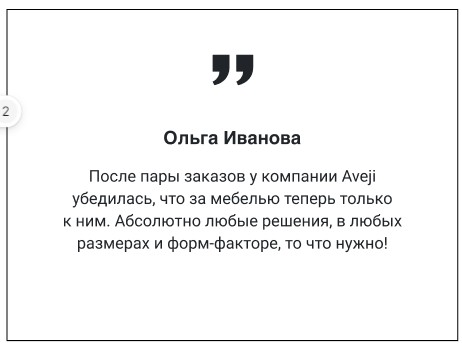 2
”
Ольга Иванова
После пары заказов у компании Aveji
убедилась, что за мебелью теперь только
к ним. Абсолютно любые решения, в любых
размерах и форм-факторе, то что нужно!